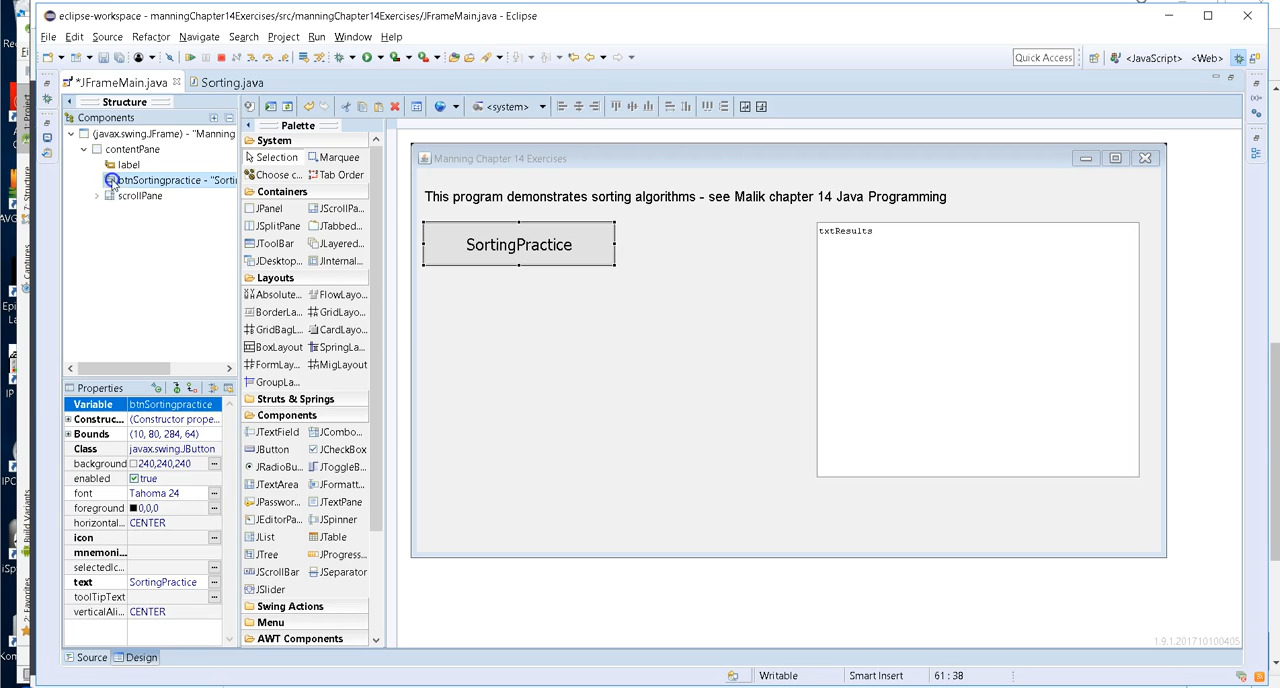 eclipse-workspace - manningChapter14Exercises/src/manningChapter14Exercises/JFrameMain.java - Eclipse
File Edit Source Refactor Navigate Search Project Run Window Help
Quick Access <JavaScript> <Web>
*JFrameMain.java Sorting.java
Structure
Components
(javax.swing.JFrame) - "Manning
contentPane
label
btnSortingpractice - "Sorti
scrollPane
<system>
Palette
System
Selection Marquee
Choose c... Tab Order
Containers
JPanel JScrollPa...
JSplitPane JTabbed...
JToolBar JLayered...
JDesktop... JInternal...
Layouts
Absolute... FlowLayo...
BorderLa... GridLayo...
GridBagL... CardLayo...
BoxLayout SpringLa...
FormLay... MigLayout
GroupLa...
Struts & Springs
Components
JTextField JCombo...
JButton JCheckBox
JRadioBu... JToggleB...
JTextArea JFormatt...
JPasswor... JTextPane
JEditorPa... JSpinner
JList JTable
JTree JProgress...
JScrollBar JSeparator
JSlider
Swing Actions
Menu
AWT Components
Manning Chapter 14 Exercises
This program demonstrates sorting algorithms - see Malik chapter 14 Java Programming
SortingPractice
txtResults
Properties
Variable btnSortingpractice
Construc... (Constructor prope...
Bounds (10, 80, 284, 64)
Class javax.swing.JButton
background 240,240,240
enabled true
font Tahoma 24
foreground 0,0,0
horizontal... CENTER
icon
mnemoni...
selectedIc...
text SortingPractice
toolTipText
verticalAli... CENTER
1.9.1.201710100405
Source Design
Writable Smart Insert 61 : 38